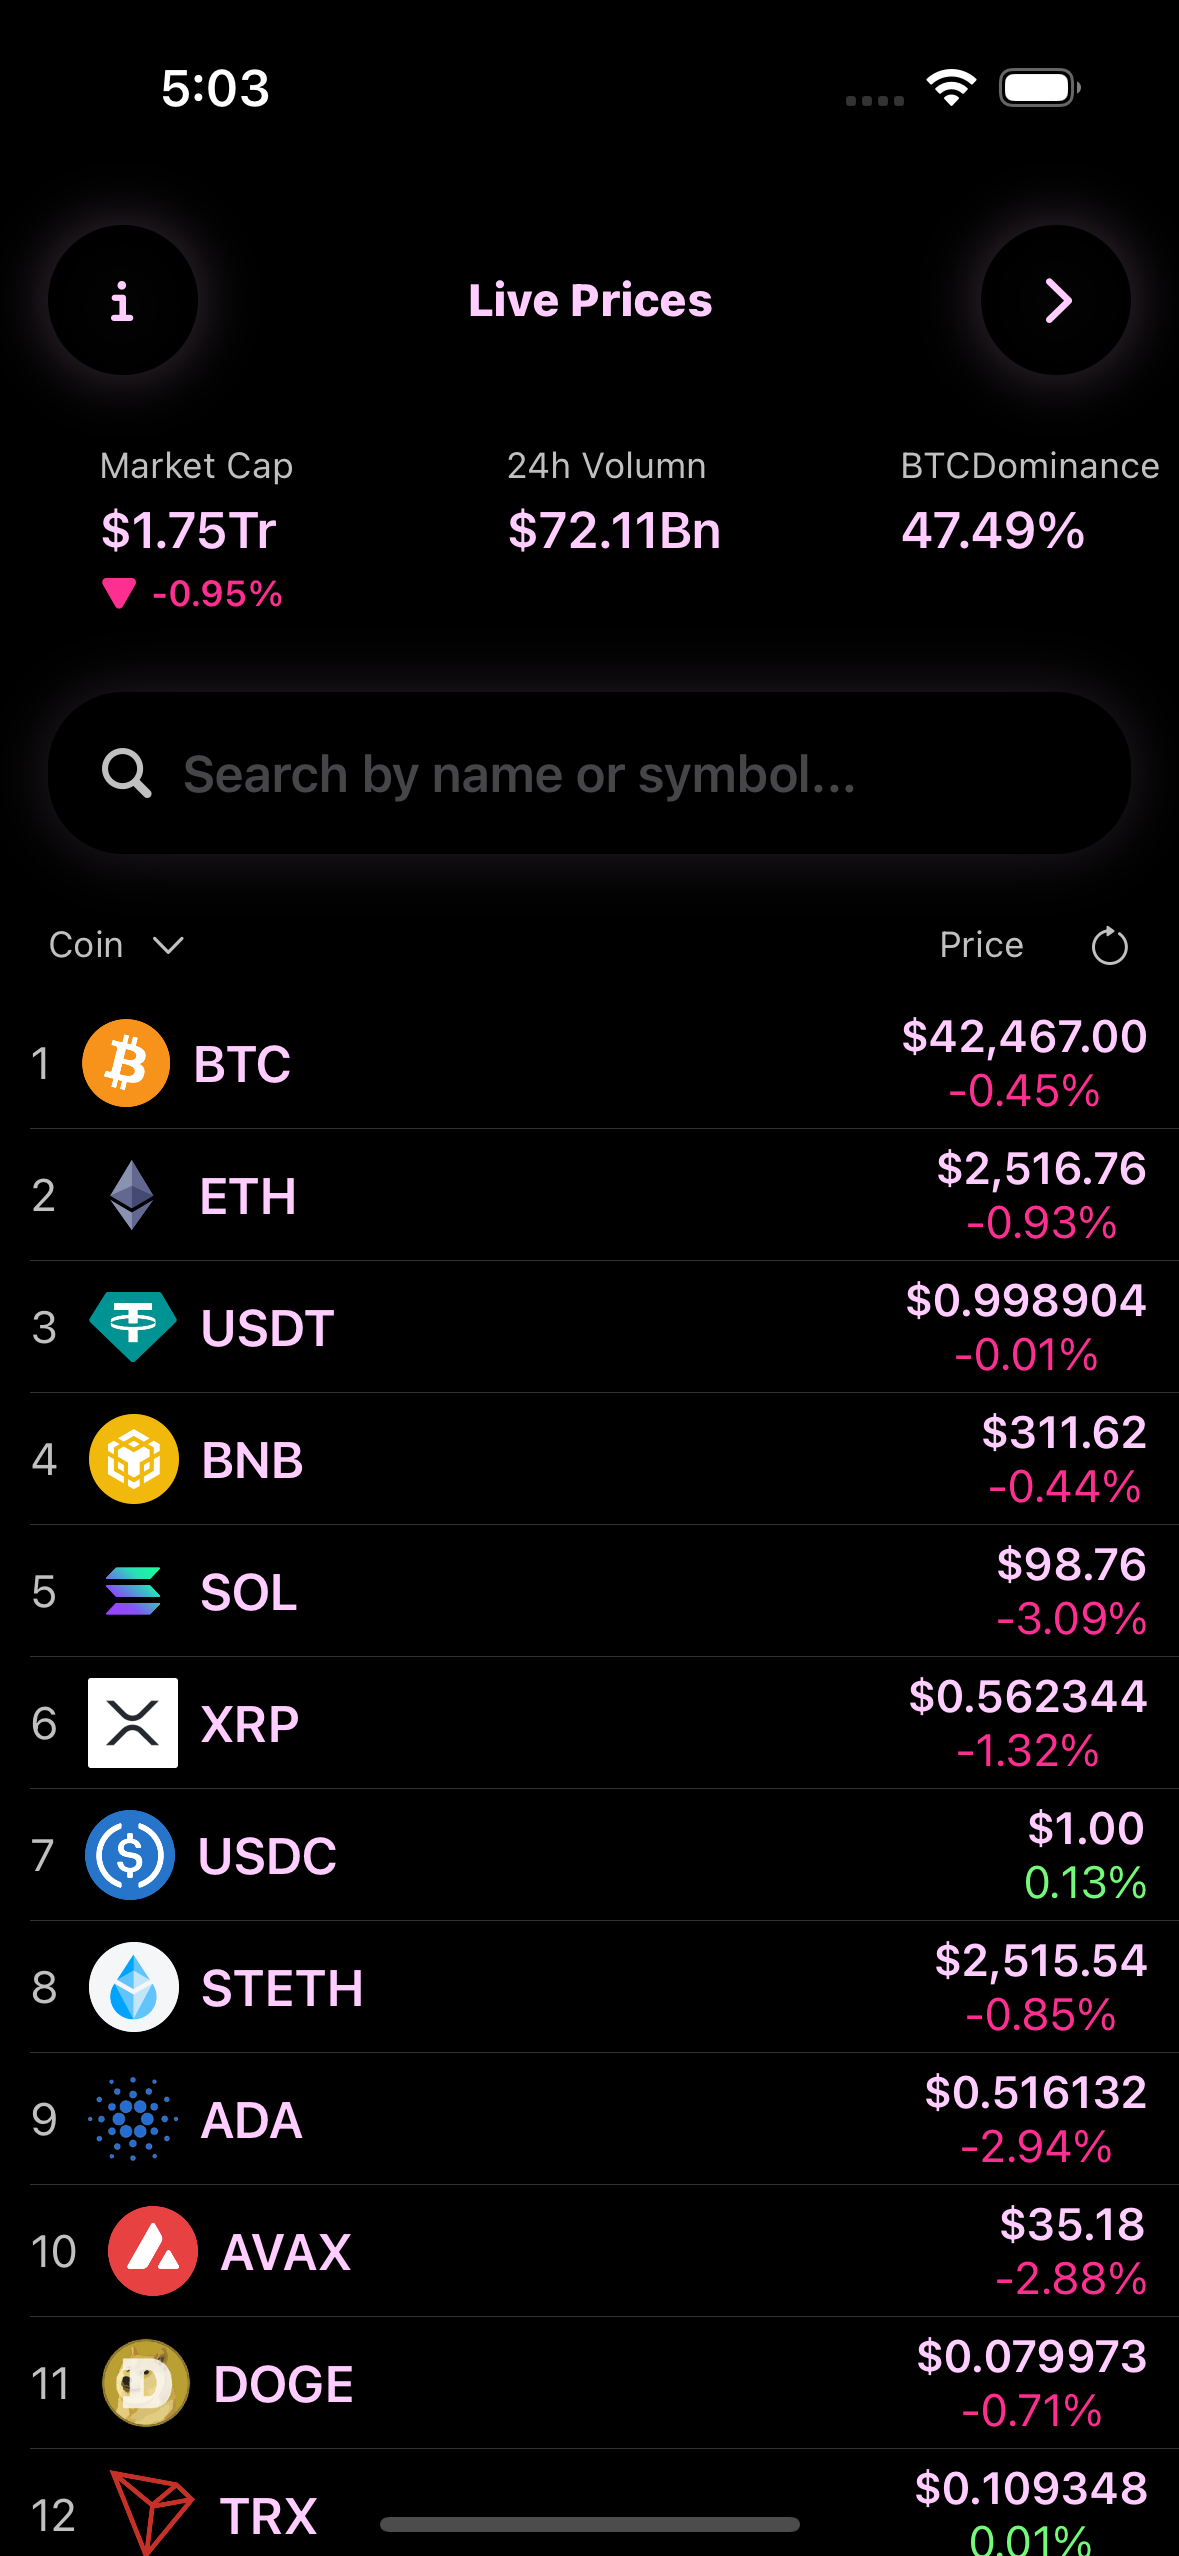 5:03
i
Live Prices
Market Cap
24h Volumn
BTCDominance
$1.75Tr
$72.11Bn
47.49%
-0.95%
Search by name or symbol...
Coin
Price
1 BTC $42,467.00
-0.45%
2 ETH $2,516.76
-0.93%
3 USDT $0.998904
-0.01%
4 BNB $311.62
-0.44%
5 SOL $98.76
-3.09%
6 XRP $0.562344
-1.32%
7 USDC $1.00
0.13%
8 STETH $2,515.54
-0.85%
9 ADA $0.516132
-2.94%
10 AVAX $35.18
-2.88%
11 DOGE $0.079973
-0.71%
12 TRX $0.109348
0.01%